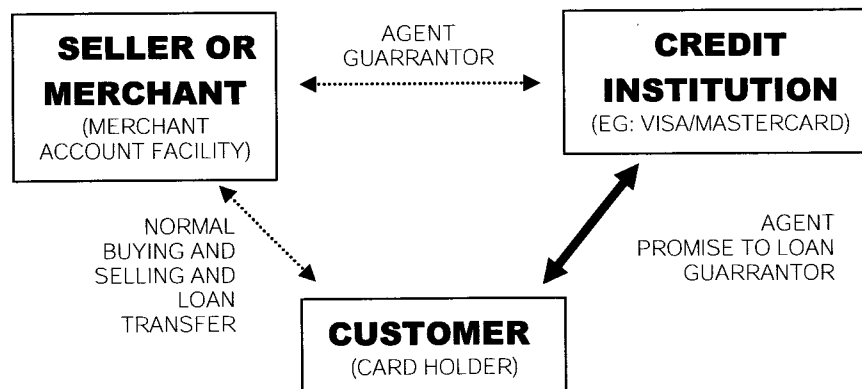 SELLER OR
MERCHANT
(MERCHANT
ACCOUNT FACILITY)
AGENT
GUARRANTOR
CREDIT
INSTITUTION
(EG: VISA/MASTERCARD)
NORMAL
BUYING AND
SELLING AND
LOAN
TRANSFER
AGENT
PROMISE TO LOAN
GUARRANTOR
CUSTOMER
(CARD HOLDER)